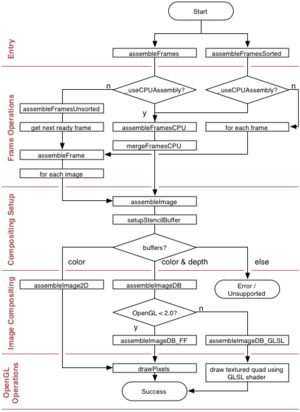 Start
Entry
assembleFrames
assembleFramesSorted
Frame Operations
n
useCPUAssembly?
useCPUAssembly?
n
y
assembleFramesUnsorted
get next ready frame
assembleFramesCPU
for each frame
mergeFramesCPU
assembleFrame
for each image
Compositing Setup
assembleImage
setupStencilBuffer
buffers?
color
color & depth
else
Image Compositing
assembleImage2D
assembleImageDB
Error /
Unsupported
OpenGL < 2.0?
n
y
assembleImageDB_FF
assembleImageDB_GLSL
OpenGL
Operations
drawPixels
draw textured quad using
GLSL shader
Success